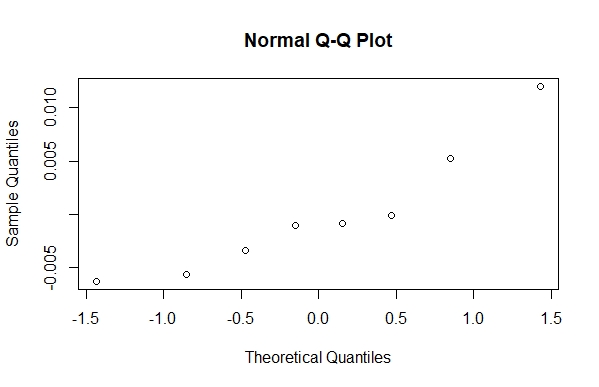 Normal Q-Q Plot
Sample Quantiles
0.010
0.005
-0.005
-1.5 -1.0 -0.5 0.0 0.5 1.0 1.5
Theoretical Quantiles